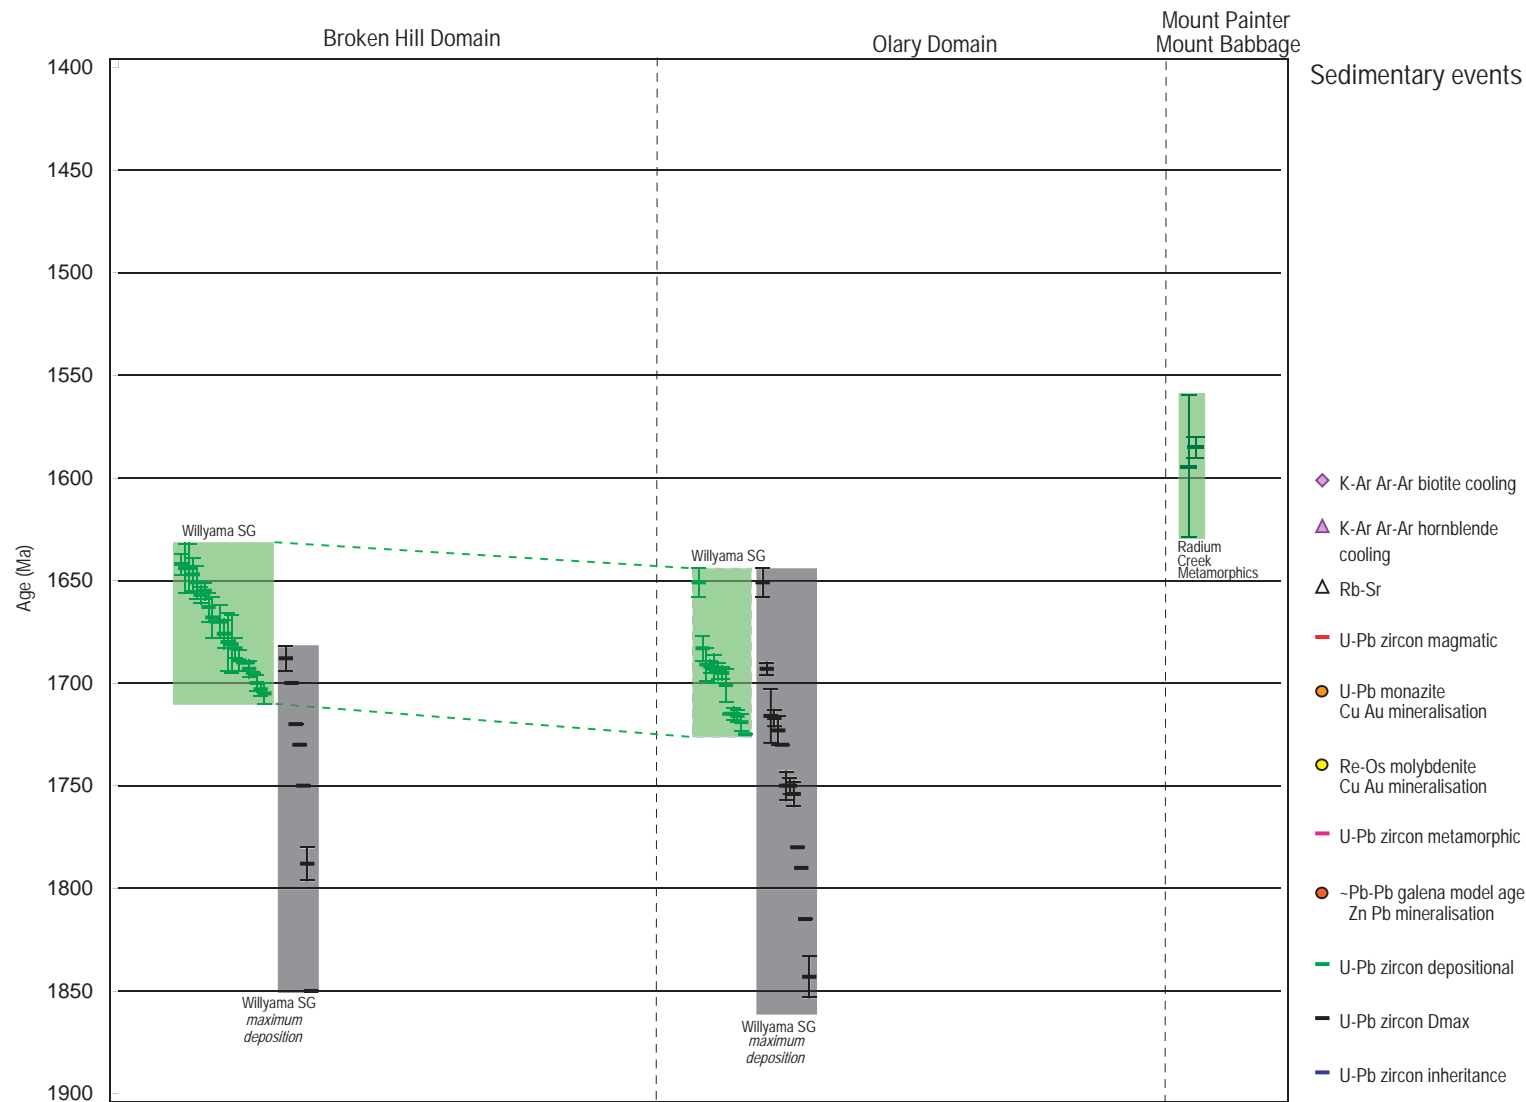 Broken Hill Domain
Olary Domain
Mount Painter
Mount Babbage
Sedimentary events
Age (Ma)
1400
1450
1500
1550
1600
1650
1700
1750
1800
1850
1900
Willyama SG
Willyama SG
maximum
deposition
Willyama SG
Willyama SG
maximum
deposition
Radium
Creek
Metamorphics
K-Ar Ar-Ar biotite cooling
K-Ar Ar-Ar hornblende
cooling
Rb-Sr
U-Pb zircon magmatic
U-Pb monazite
Cu Au mineralisation
Re-Os molybdenite
Cu Au mineralisation
U-Pb zircon metamorphic
~Pb-Pb galena model age
Zn Pb mineralisation
U-Pb zircon depositional
U-Pb zircon Dmax
U-Pb zircon inheritance